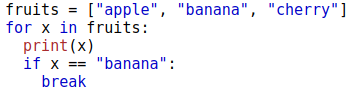 fruits = ["apple", "banana", "cherry"]
for x in fruits:
  print(x)
  if x == "banana":
    break